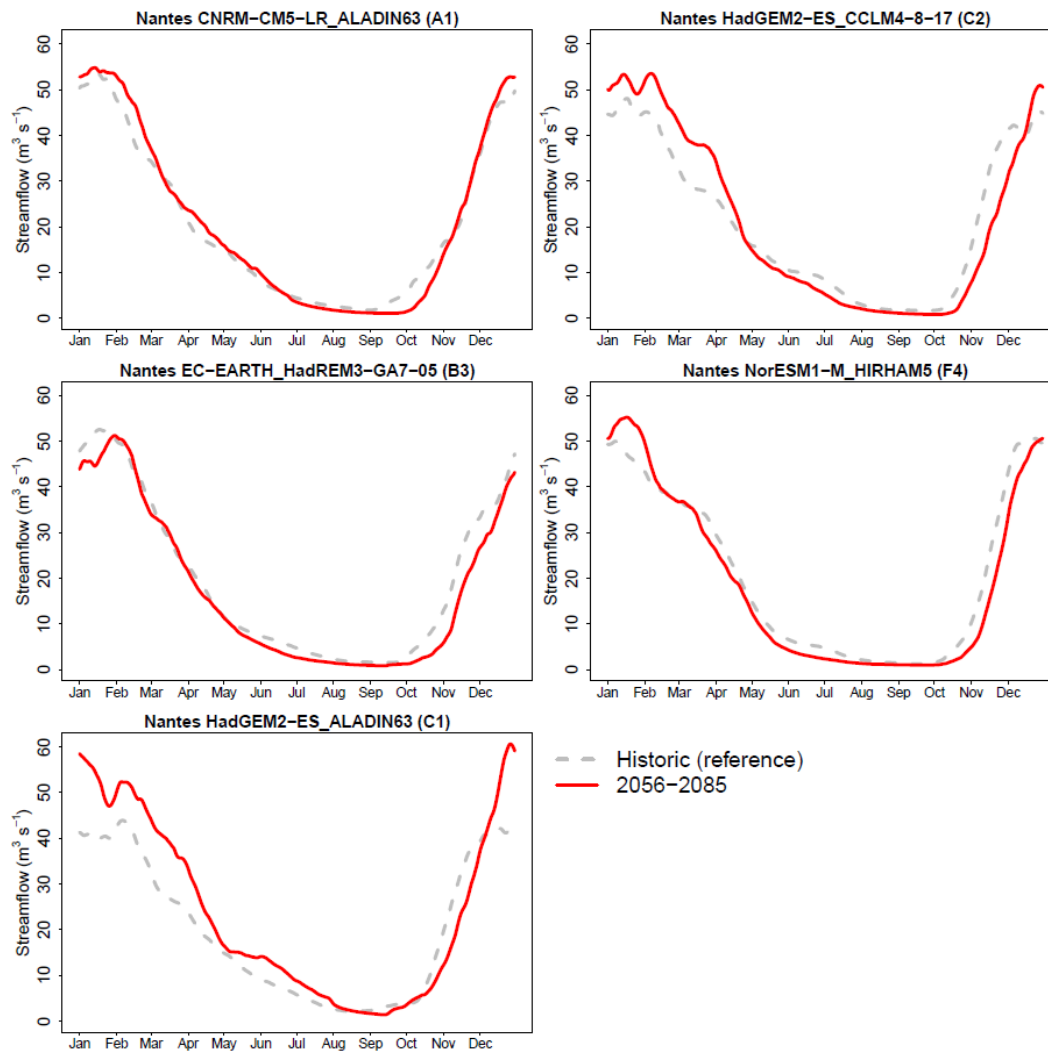 Nantes CNRM−CM5−LR_ALADIN63 (A1)
Streamflow (m³ s⁻¹)
60
50
40
30
20
10
0
Jan Feb Mar Apr May Jun Jul Aug Sep Oct Nov Dec
Nantes HadGEM2−ES_CCLM4−8−17 (C2)
Streamflow (m³ s⁻¹)
60
50
40
30
20
10
0
Jan Feb Mar Apr May Jun Jul Aug Sep Oct Nov Dec
Nantes EC−EARTH_HadREM3−GA7−05 (B3)
Streamflow (m³ s⁻¹)
60
50
40
30
20
10
0
Jan Feb Mar Apr May Jun Jul Aug Sep Oct Nov Dec
Nantes NorESM1−M_HIRHAM5 (F4)
Streamflow (m³ s⁻¹)
60
50
40
30
20
10
0
Jan Feb Mar Apr May Jun Jul Aug Sep Oct Nov Dec
Nantes HadGEM2−ES_ALADIN63 (C1)
Streamflow (m³ s⁻¹)
60
50
40
30
20
10
0
Jan Feb Mar Apr May Jun Jul Aug Sep Oct Nov Dec
Historic (reference)
2056−2085